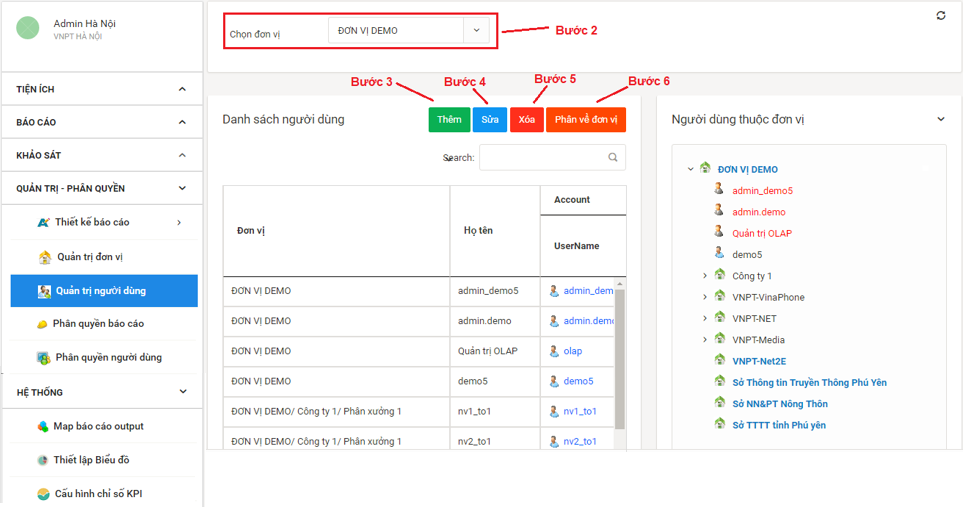 Admin Hà Nội
VNPT HÀ NỘI
TIỆN ÍCH
BÁO CÁO
KHẢO SÁT
QUẢN TRỊ - PHÂN QUYỀN
Thiết kế báo cáo
Quản trị đơn vị
Quản trị người dùng
Phân quyền báo cáo
Phân quyền người dùng
HỆ THỐNG
Map báo cáo output
Thiết lập Biểu đồ
Cấu hình chỉ số KPI
Chọn đơn vị
ĐƠN VỊ DEMO
Bước 2
Bước 3
Bước 4
Bước 5
Bước 6
Danh sách người dùng
Thêm
Sửa
Xóa
Phân về đơn vị
Search:
Đơn vị
Họ tên
Account
UserName
ĐƠN VỊ DEMO admin_demo5 admin_dem
ĐƠN VỊ DEMO admin.demo admin.demo
ĐƠN VỊ DEMO Quản trị OLAP olap
ĐƠN VỊ DEMO demo5 demo5
ĐƠN VỊ DEMO/ Công ty 1/ Phân xưởng 1 nv1_to1 nv1_to1
ĐƠN VỊ DEMO/ Công ty 1/ Phân xưởng 1 nv2_to1 nv2_to1
Người dùng thuộc đơn vị
ĐƠN VỊ DEMO
admin_demo5
admin.demo
Quản trị OLAP
demo5
Công ty 1
VNPT-VinaPhone
VNPT-NET
VNPT-Media
VNPT-Net2E
Sở Thông tin Truyền Thông Phú Yên
Sở NN&PT Nông Thôn
Sở TTTT tỉnh Phú yên